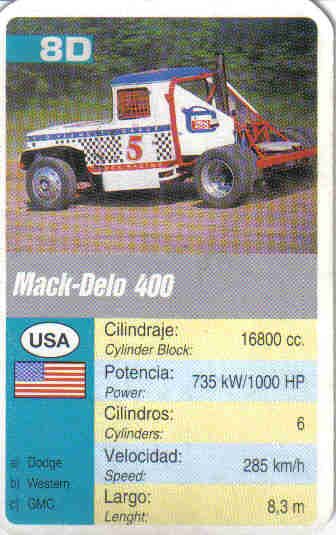 8D
5
Mack-Delo 400
USA
Cilindraje: 16800 cc.
Cylinder Block:
Potencia: 735 kW/1000 HP
Power:
Cilindros: 6
Cylinders:
a) Dodge
Velocidad: 285 km/h
Speed:
b) Western
c) GMC
Largo: 8,3 m
Lenght: